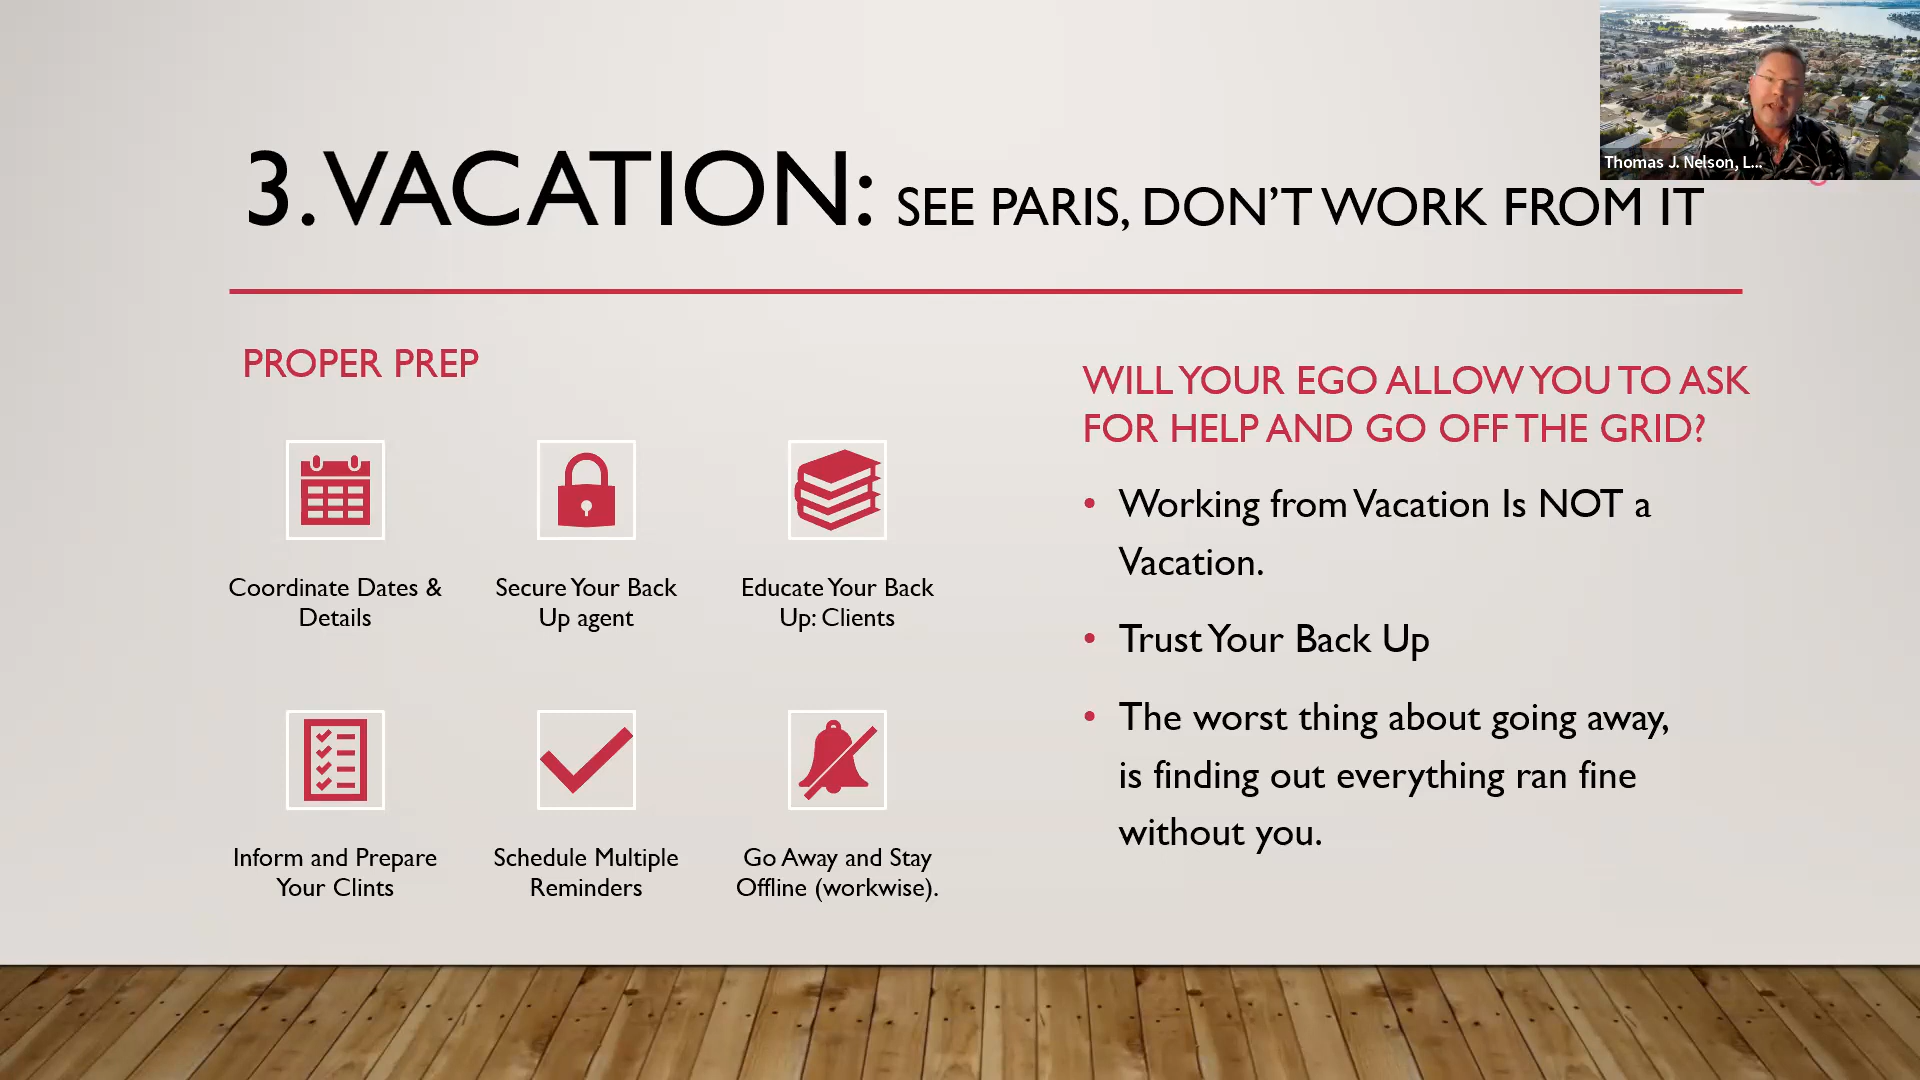 Thomas J. Nelson, L...
3. VACATION: SEE PARIS, DON'T WORK FROM IT
PROPER PREP
Coordinate Dates &
Details
Secure Your Back
Up agent
Educate Your Back
Up: Clients
Inform and Prepare
Your Clints
Schedule Multiple
Reminders
Go Away and Stay
Offline (workwise).
WILL YOUR EGO ALLOW YOU TO ASK
FOR HELP AND GO OFF THE GRID?
• Working from Vacation Is NOT a
Vacation.
• Trust Your Back Up
• The worst thing about going away,
is finding out everything ran fine
without you.